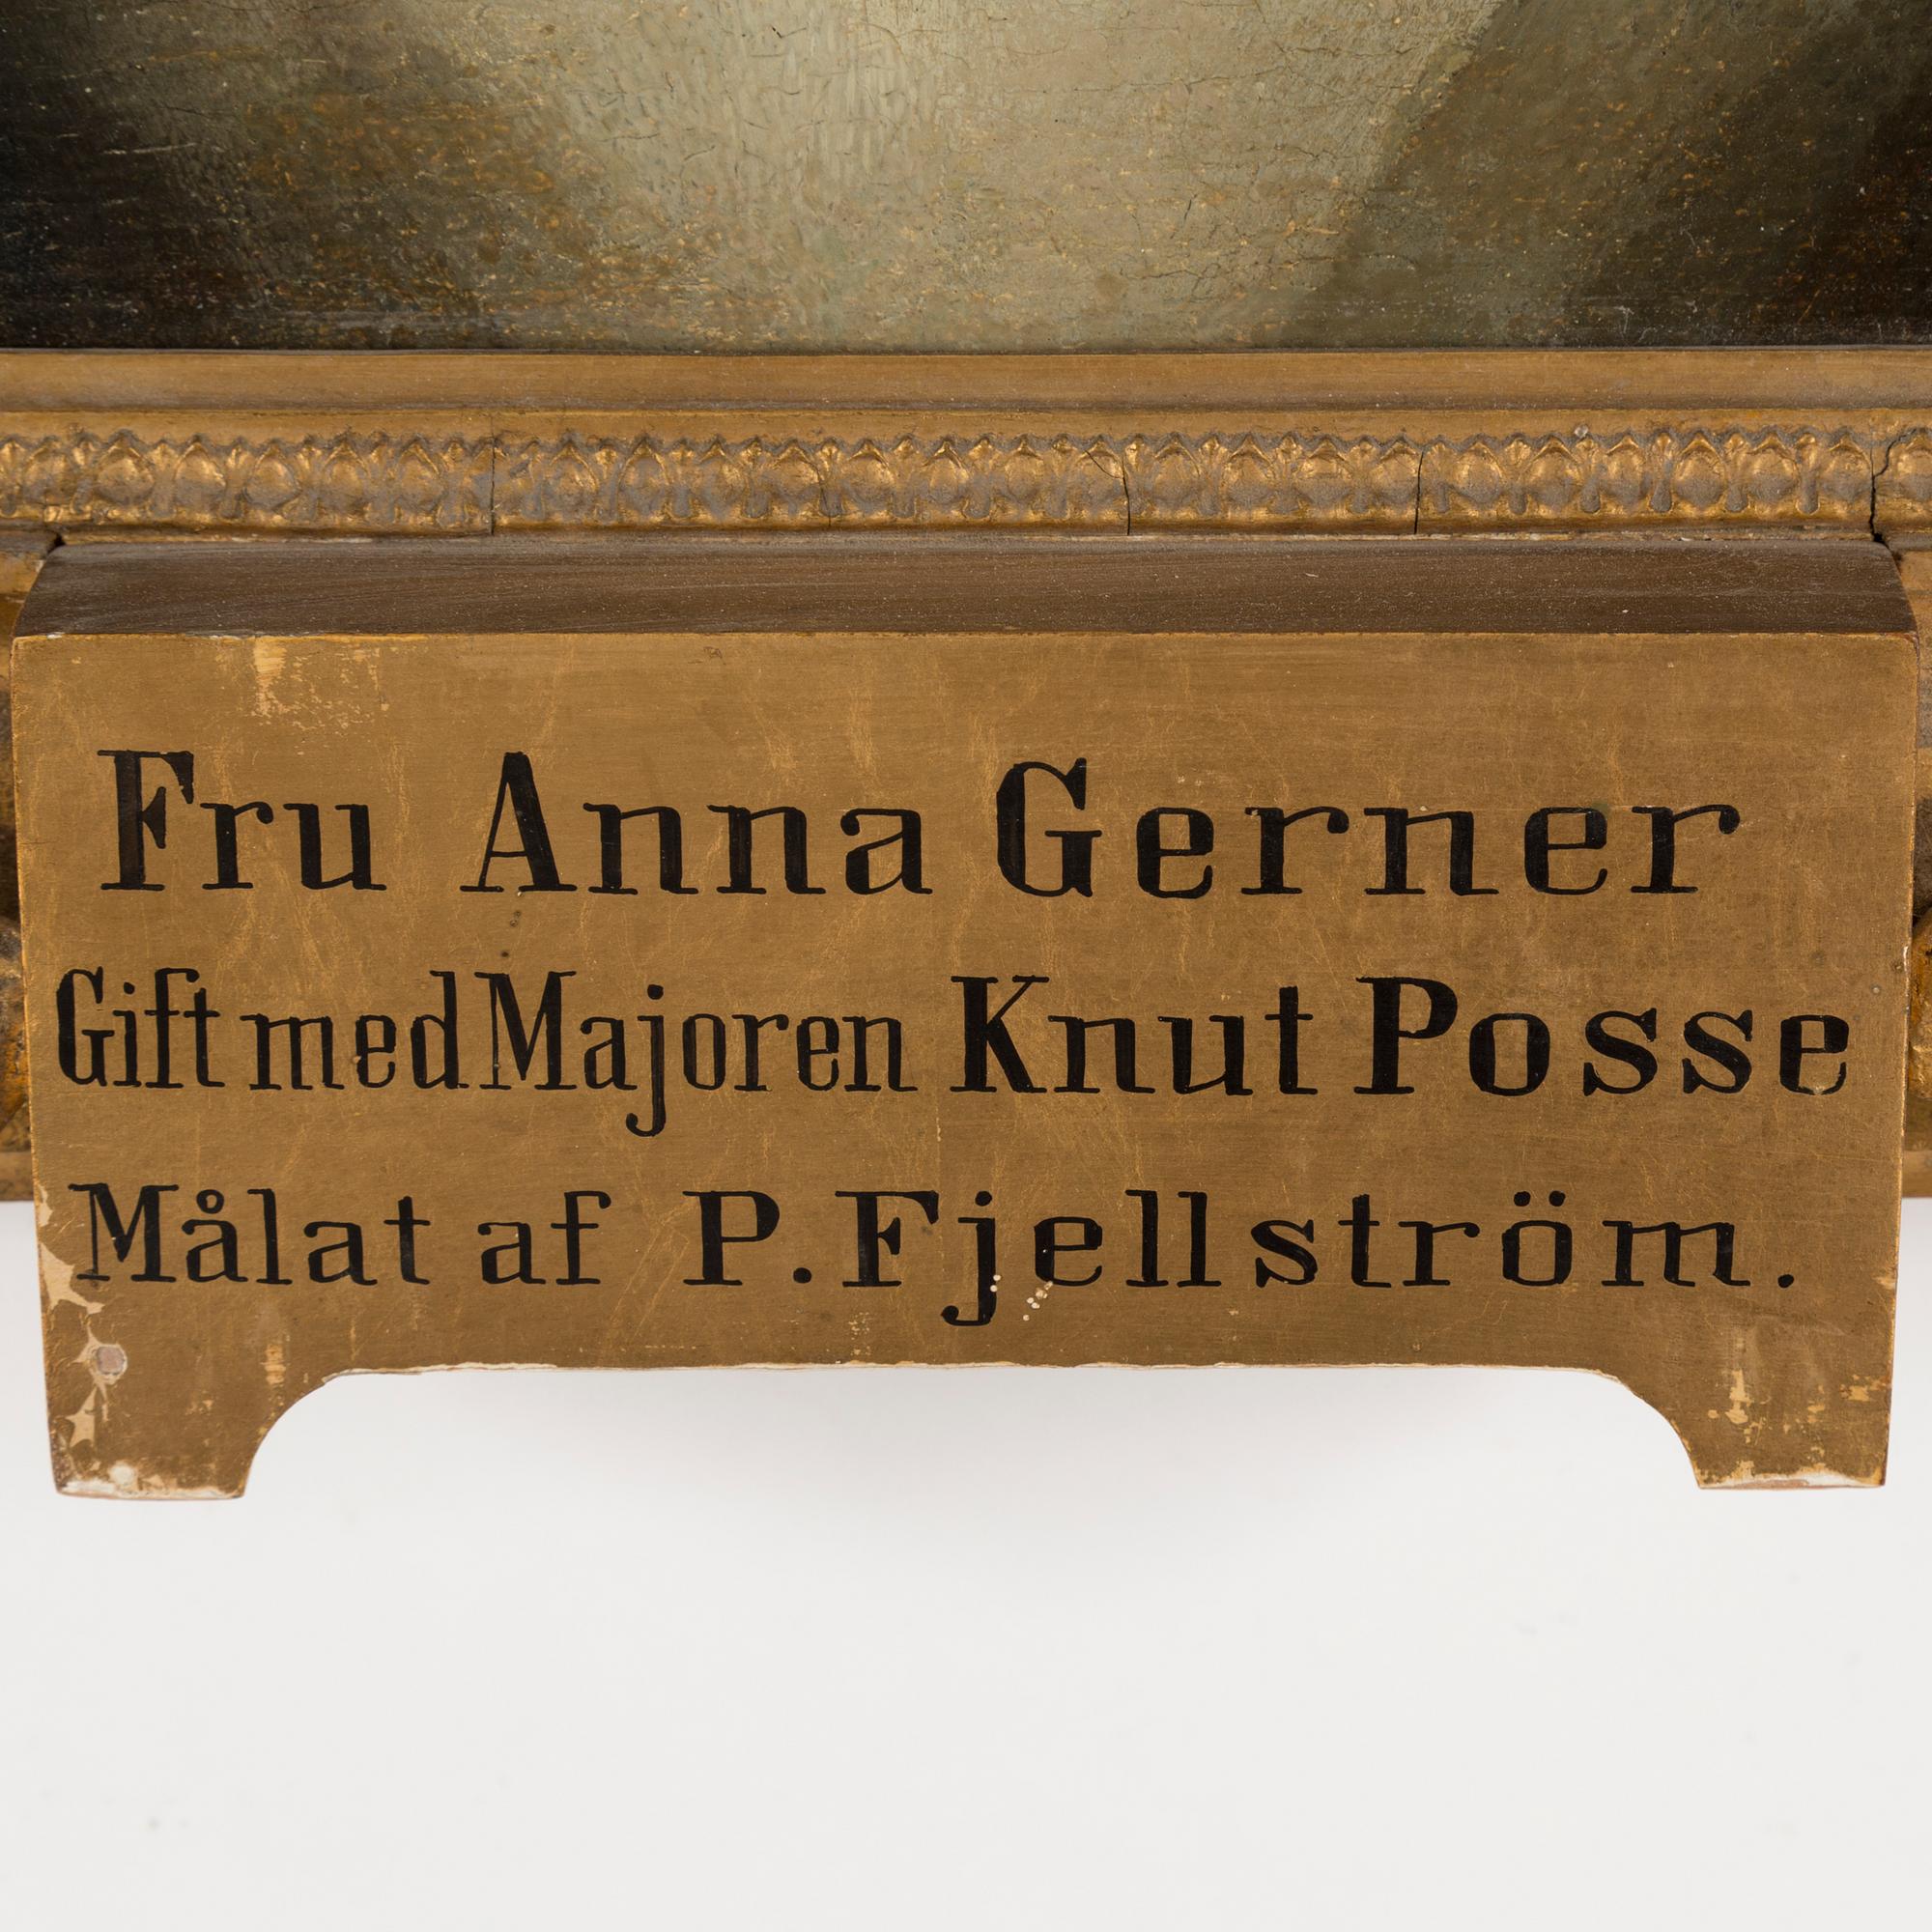 Fru Anna Gerner
Gift med Majoren Knut Posse
Målat af P. Fjellström.